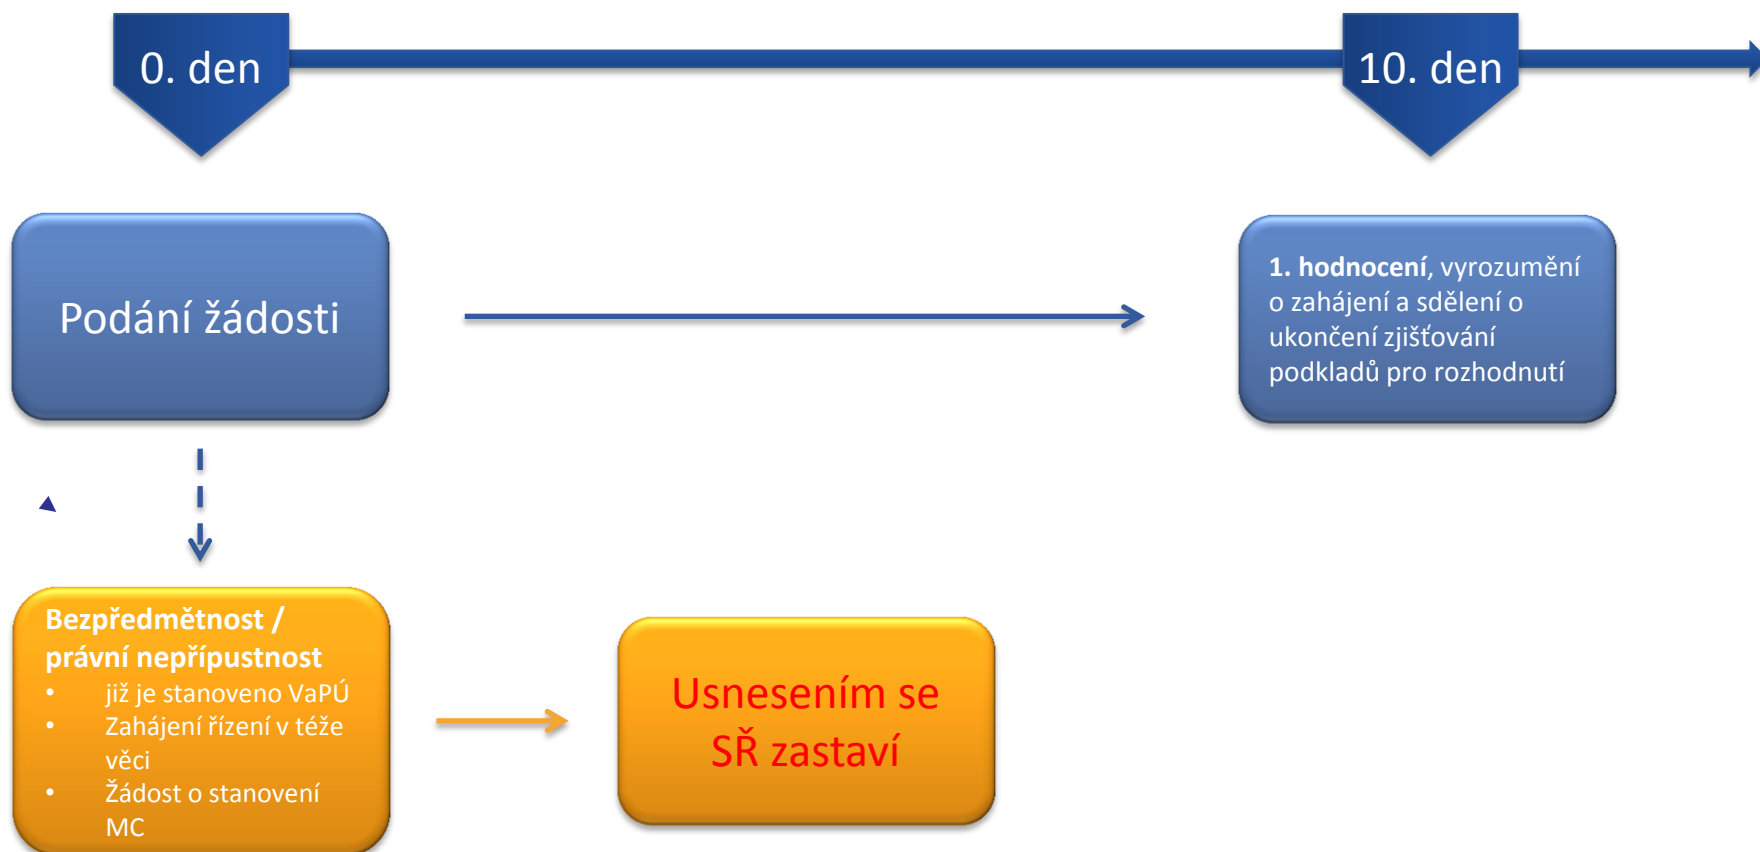 0. den
10. den
Podání žádosti
1. hodnocení, vyrozumění
o zahájení a sdělení o
ukončení zjišťování
podkladů pro rozhodnutí
Bezpředmětnost /
právní nepřípustnost
• již je stanoveno VaPÚ
• Zahájení řízení v téže
věci
• Žádost o stanovení
MC
Usnesením se
SŘ zastaví